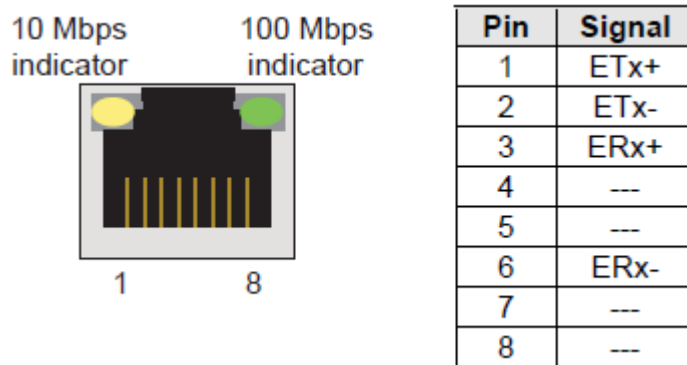 10 Mbps
indicator
100 Mbps
indicator
1 8
Pin Signal
1 ETx+
2 ETx-
3 ERx+
4 ---
5 ---
6 ERx-
7 ---
8 ---